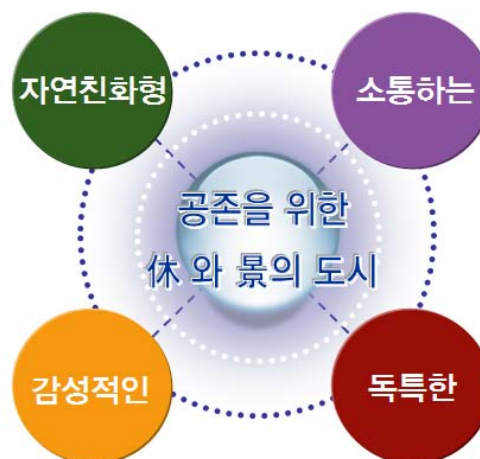 자연친화형
소통하는
공존을 위한
休 와 景의 도시
감성적인
독특한